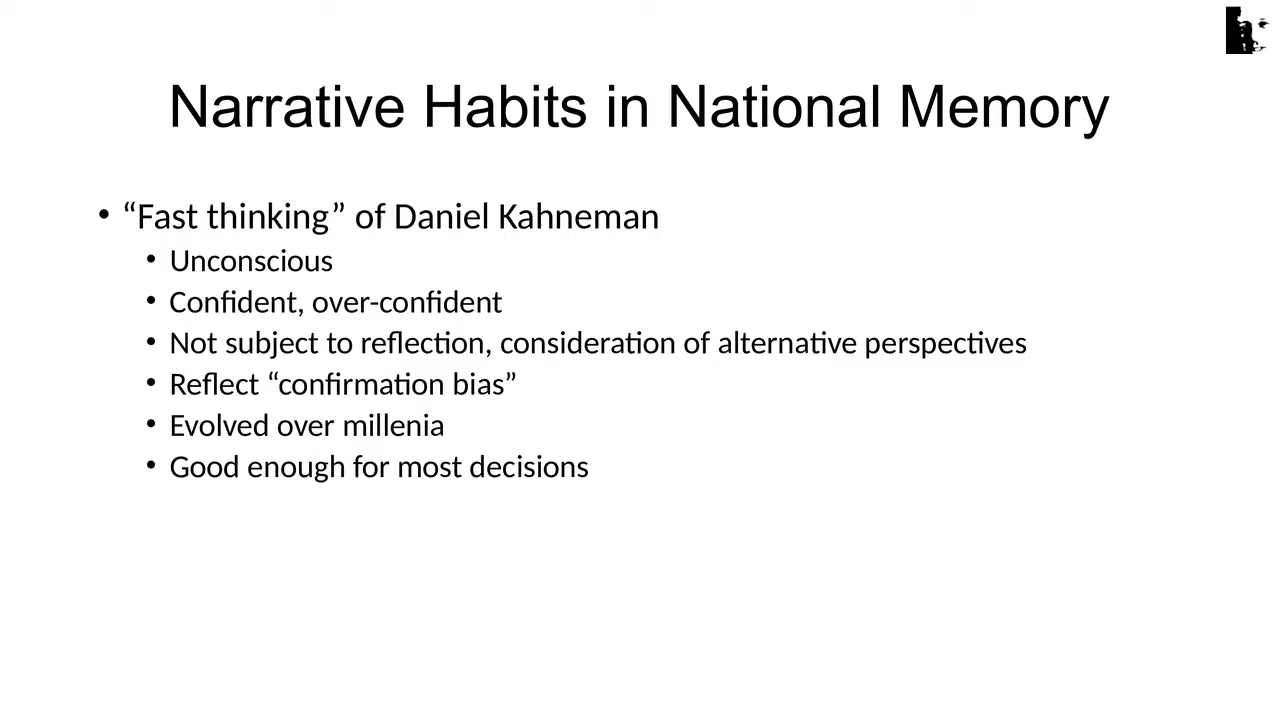 Narrative Habits in National Memory
• “Fast thinking” of Daniel Kahneman
• Unconscious
• Confident, over-confident
• Not subject to reflection, consideration of alternative perspectives
• Reflect “confirmation bias”
• Evolved over millenia
• Good enough for most decisions